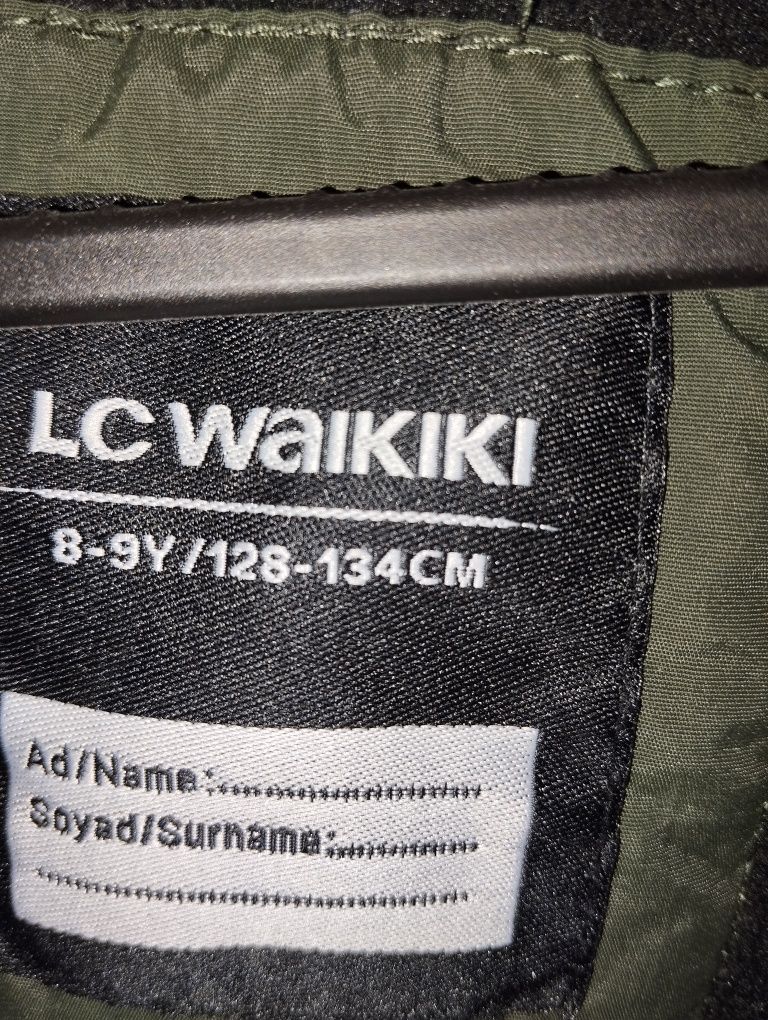 LC WaIKIKI
8-9Y/128-134CM
Ad/Name:
Soyad/Surname: